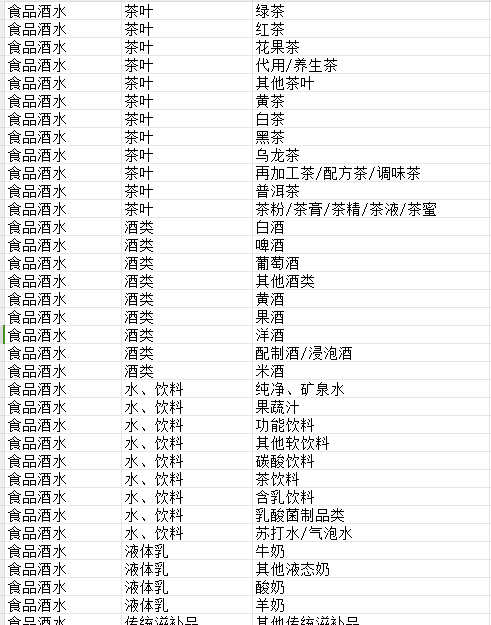 食品酒水 茶叶 绿茶
食品酒水 茶叶 红茶
食品酒水 茶叶 花果茶
食品酒水 茶叶 代用/养生茶
食品酒水 茶叶 其他茶叶
食品酒水 茶叶 黄茶
食品酒水 茶叶 白茶
食品酒水 茶叶 黑茶
食品酒水 茶叶 乌龙茶
食品酒水 茶叶 再加工茶/配方茶/调味茶
食品酒水 茶叶 普洱茶
食品酒水 茶叶 茶粉/茶膏/茶精/茶液/茶蜜
食品酒水 酒类 白酒
食品酒水 酒类 啤酒
食品酒水 酒类 葡萄酒
食品酒水 酒类 其他酒类
食品酒水 酒类 黄酒
食品酒水 酒类 果酒
食品酒水 酒类 洋酒
食品酒水 酒类 配制酒/浸泡酒
食品酒水 酒类 米酒
食品酒水 水、饮料 纯净、矿泉水
食品酒水 水、饮料 果蔬汁
食品酒水 水、饮料 功能饮料
食品酒水 水、饮料 其他软饮料
食品酒水 水、饮料 碳酸饮料
食品酒水 水、饮料 茶饮料
食品酒水 水、饮料 含乳饮料
食品酒水 水、饮料 乳酸菌制品类
食品酒水 水、饮料 苏打水/气泡水
食品酒水 液体乳 牛奶
食品酒水 液体乳 其他液态奶
食品酒水 液体乳 酸奶
食品酒水 液体乳 羊奶
食品酒水 传统滋补品 其他传统滋补品